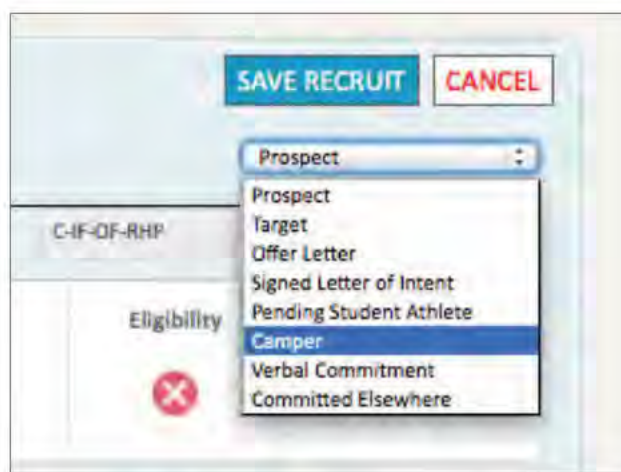 SAVE RECRUIT CANCEL
Prospect
Prospect
Target
C-IF-OF-RHP
Offer Letter
Signed Letter of Intent
Eligibility
Pending Student Athlete
Camper
Verbal Commitment
Committed Elsewhere